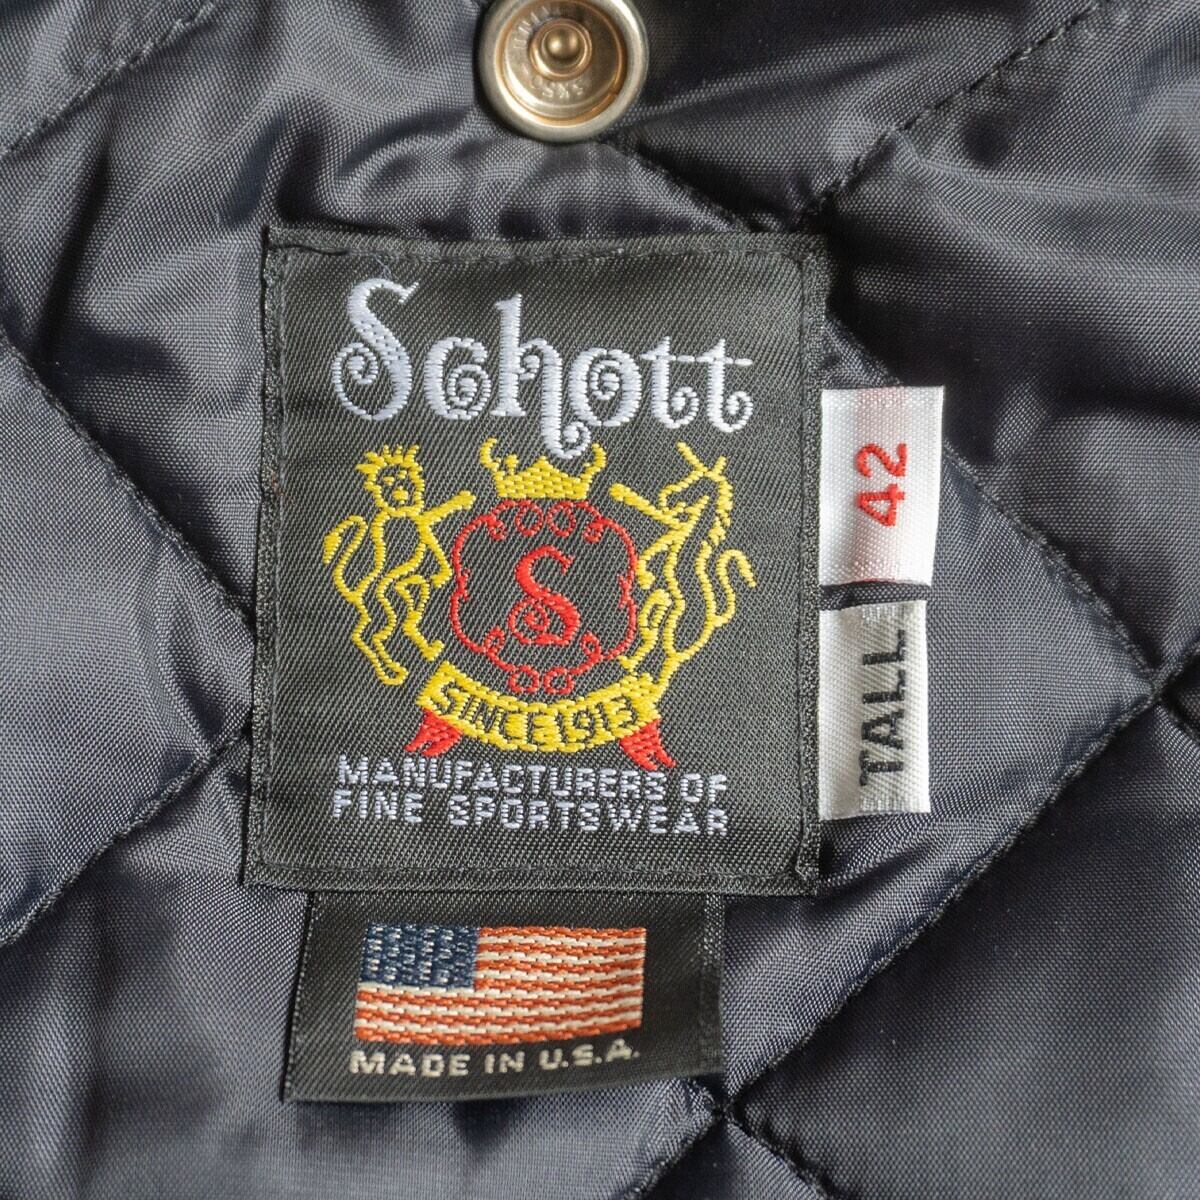 Schott
S
SINCE 1913
MANUFACTURERS OF
FINE SPORTSWEAR
42
TALL
MADE IN U.S.A.